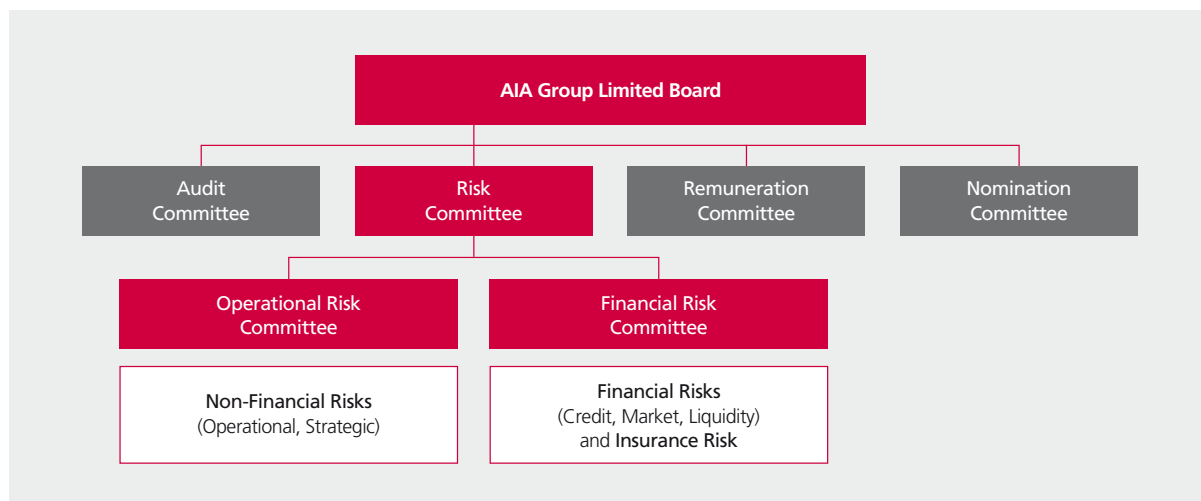 AIA Group Limited Board
Audit
Committee
Risk
Committee
Remuneration
Committee
Nomination
Committee
Operational Risk
Committee
Financial Risk
Committee
Non-Financial Risks
(Operational, Strategic)
Financial Risks
(Credit, Market, Liquidity)
and Insurance Risk